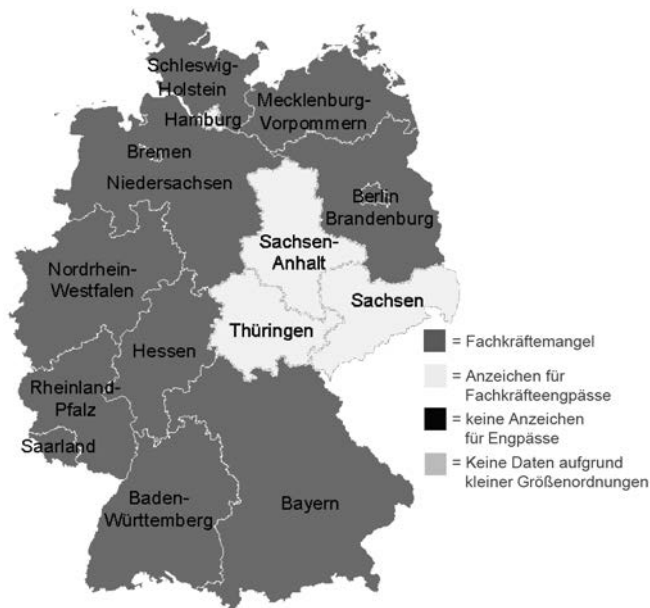 Schleswig-
Holstein
Mecklenburg-
Vorpommern
Hamburg
Bremen
Niedersachsen
Berlin
Brandenburg
Sachsen-
Anhalt
Nordrhein-
Westfalen
Sachsen
Thüringen
Hessen
Rheinland-
Pfalz
Saarland
Baden-
Württemberg
Bayern
= Fachkräftemangel
= Anzeichen für
Fachkräfteengpässe
= keine Anzeichen
für Engpässe
= Keine Daten aufgrund
kleiner Größenordnungen